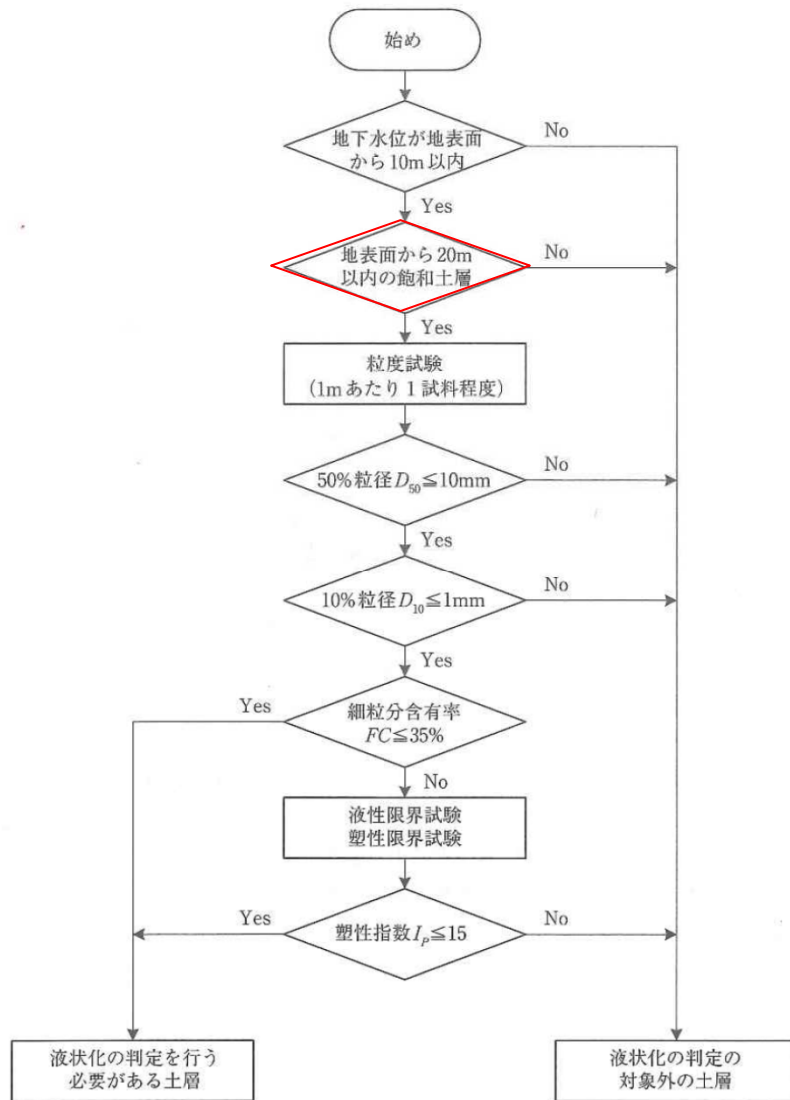 始め
地下水位が地表面
から10m以内
No
Yes
地表面から20m
以内の飽和土層
No
Yes
粒度試験
(1mあたり1試料程度)
50%粒径D50≦10mm
No
Yes
10%粒径D10≦1mm
No
Yes
細粒分含有率
FC≦35%
Yes
No
液性限界試験
塑性限界試験
塑性指数IP≦15
Yes
No
液状化の判定を行う
必要がある土層
液状化の判定の
対象外の土層